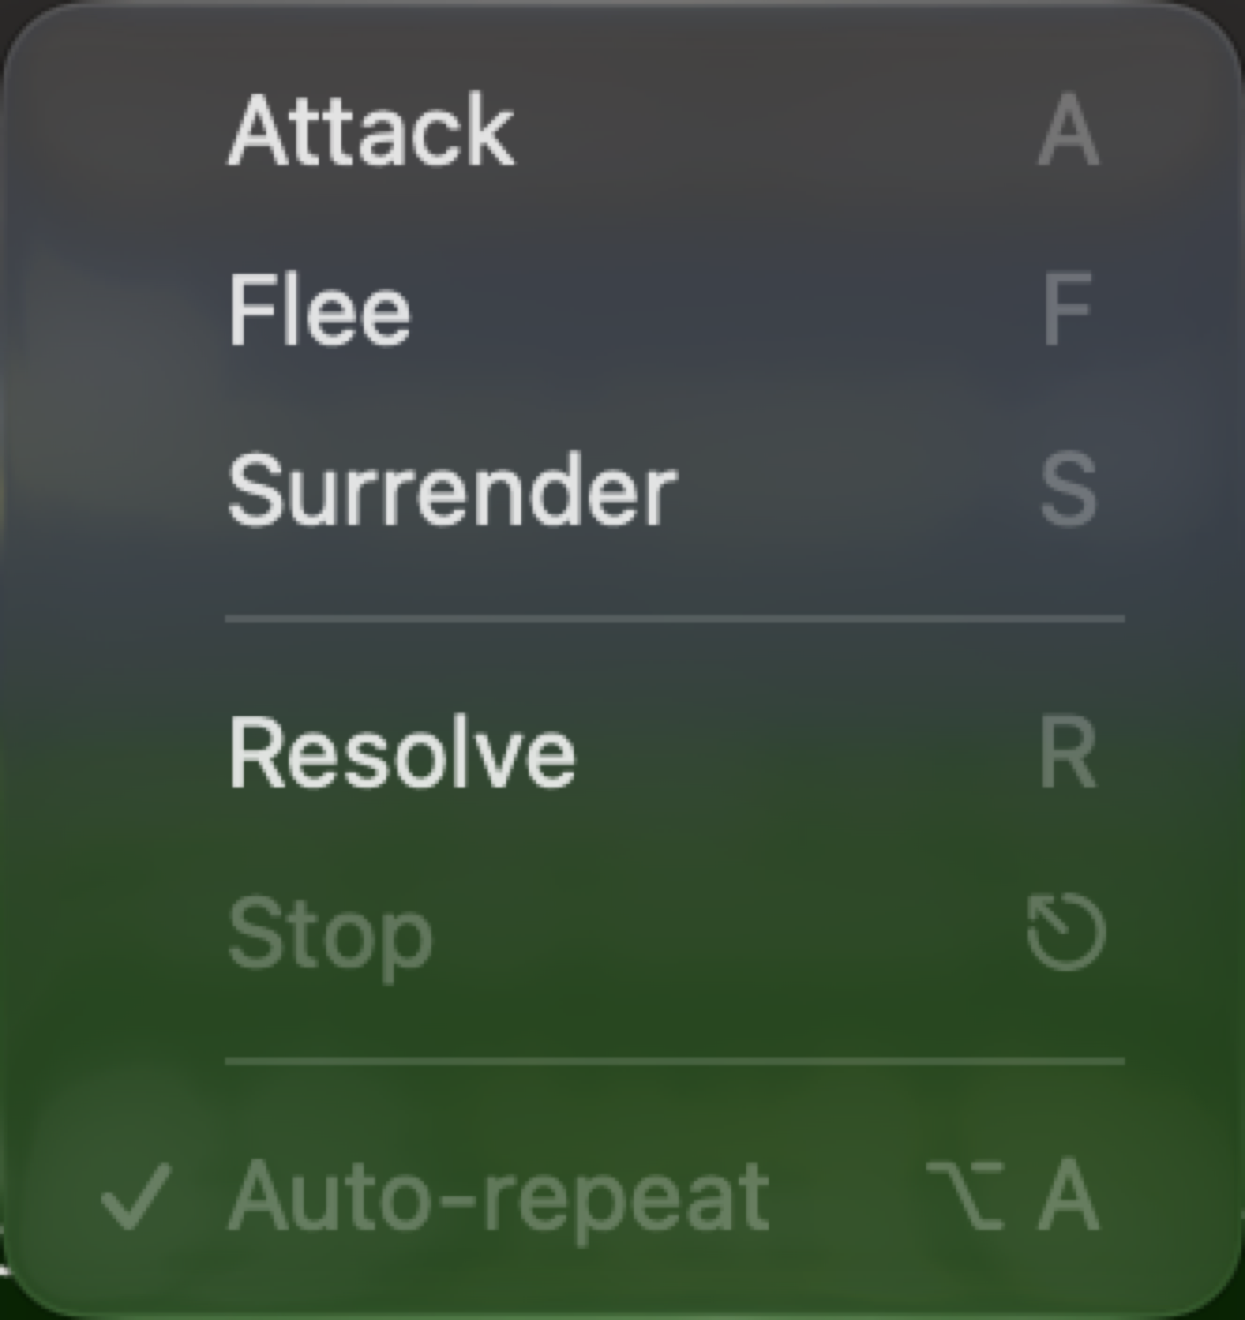 Attack A
Flee F
Surrender S
Resolve R
Stop ⎋
✓ Auto-repeat ⌥ A